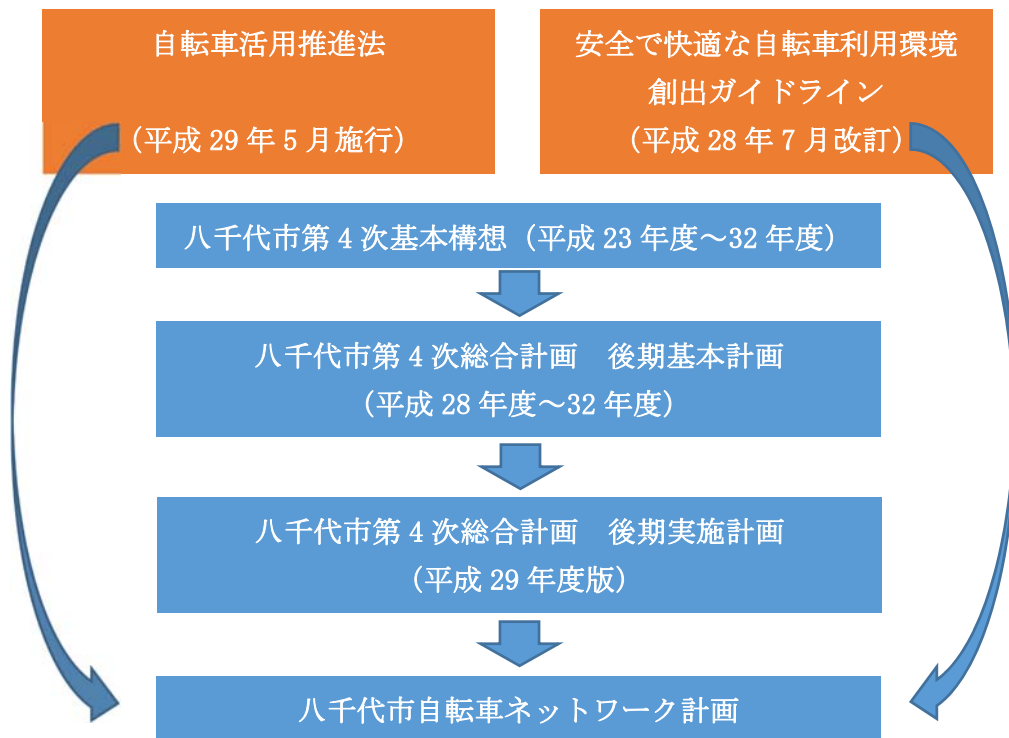 自転車活用推進法
(平成 29 年 5 月施行)
安全で快適な自転車利用環境
創出ガイドライン
(平成 28 年 7 月改訂)
八千代市第 4 次基本構想（平成 23 年度～32 年度）
八千代市第 4 次総合計画　後期基本計画
（平成 28 年度～32 年度）
八千代市第 4 次総合計画　後期実施計画
（平成 29 年度版）
八千代市自転車ネットワーク計画